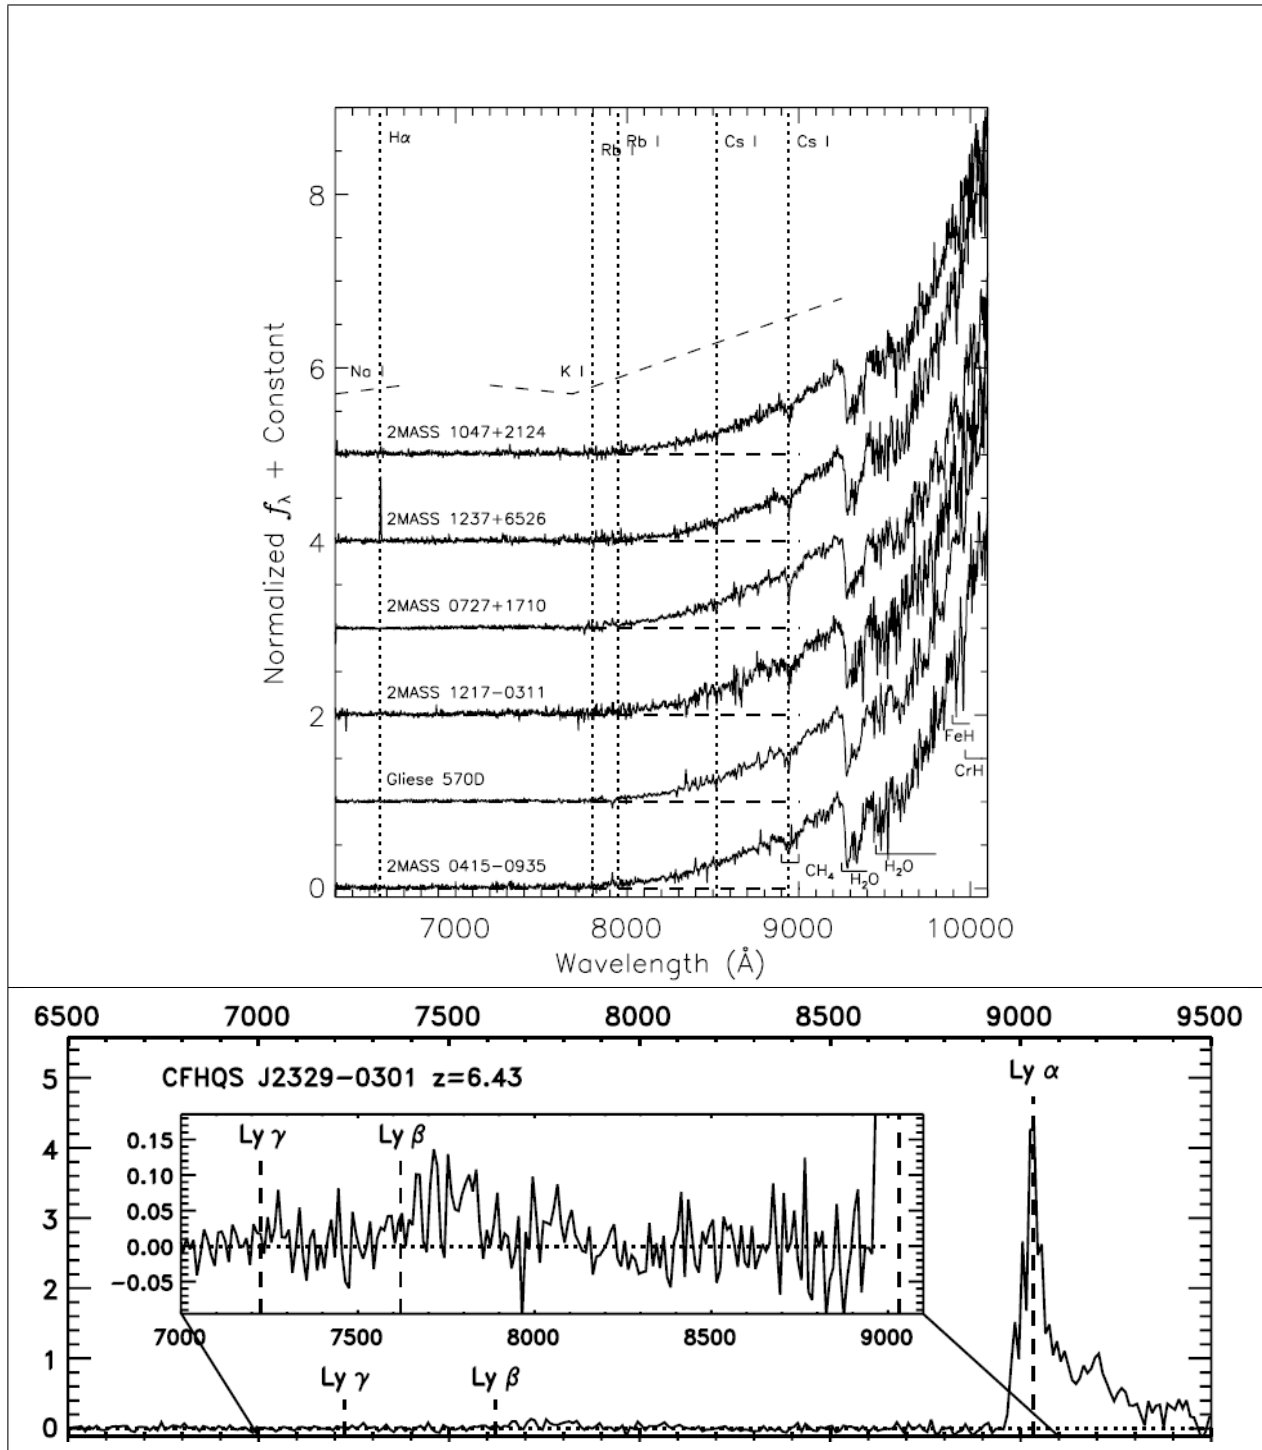 Hα
Rb I
Rb I
Cs I
Cs I
8
6
4
2
0
Normalized fλ + Constant
Na I
K I
2MASS 1047+2124
2MASS 1237+6526
2MASS 0727+1710
2MASS 1217−0311
Gliese 570D
2MASS 0415−0935
FeH
CrH
CH₄
H₂O
H₂O
7000 8000 9000 10000
Wavelength (Å)
6500 7000 7500 8000 8500 9000 9500
5
4
3
2
1
0
CFHQS J2329−0301 z=6.43
Ly α
0.15
0.10
0.05
0.00
−0.05
Ly γ
Ly β
7000 7500 8000 8500 9000
Ly γ
Ly β